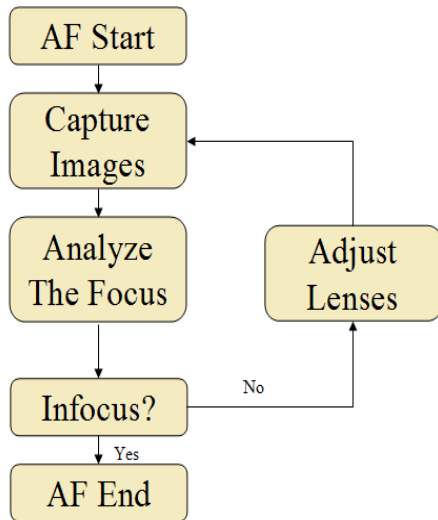 AF Start
Capture
Images
Analyze
The Focus
Adjust
Lenses
No
Infocus?
Yes
AF End